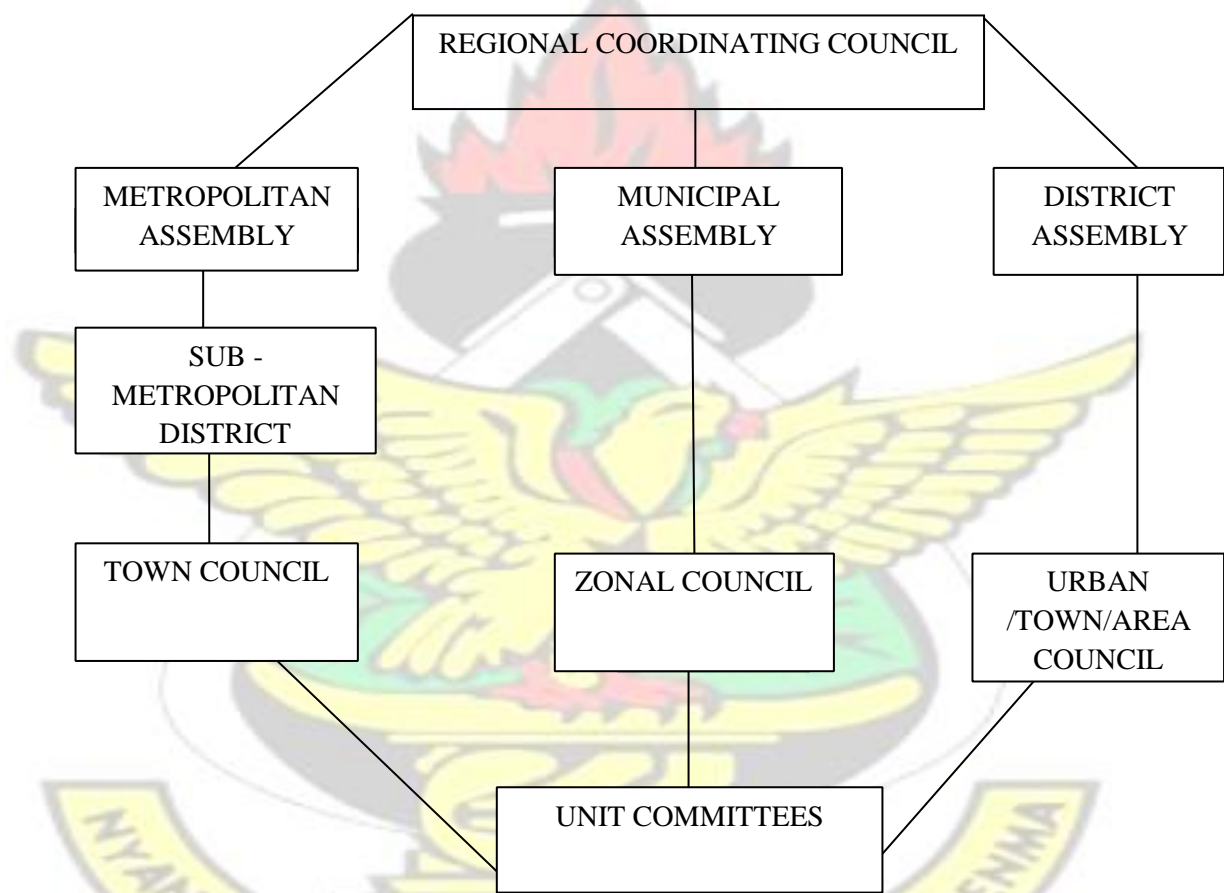 REGIONAL COORDINATING COUNCIL
METROPOLITAN
ASSEMBLY
MUNICIPAL
ASSEMBLY
DISTRICT
ASSEMBLY
SUB -
METROPOLITAN
DISTRICT
TOWN COUNCIL
ZONAL COUNCIL
URBAN
/TOWN/AREA
COUNCIL
UNIT COMMITTEES